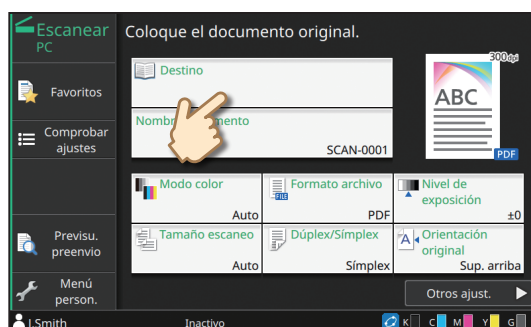 Escanear
PC
Coloque el documento original.
Favoritos
Comprobar
ajustes
Previsu.
preenvio
Menú
person.
Destino
SCAN-0001
300dpi
ABC
PDF
Modo color
Auto
Formato archivo
FILE
PDF
Nivel de
exposición
±0
Tamaño escaneo
Auto
Dúplex/Símplex
Símplex
Orientación
original
Sup. arriba
Otros ajust.
J.Smith
Inactivo
K C M Y G